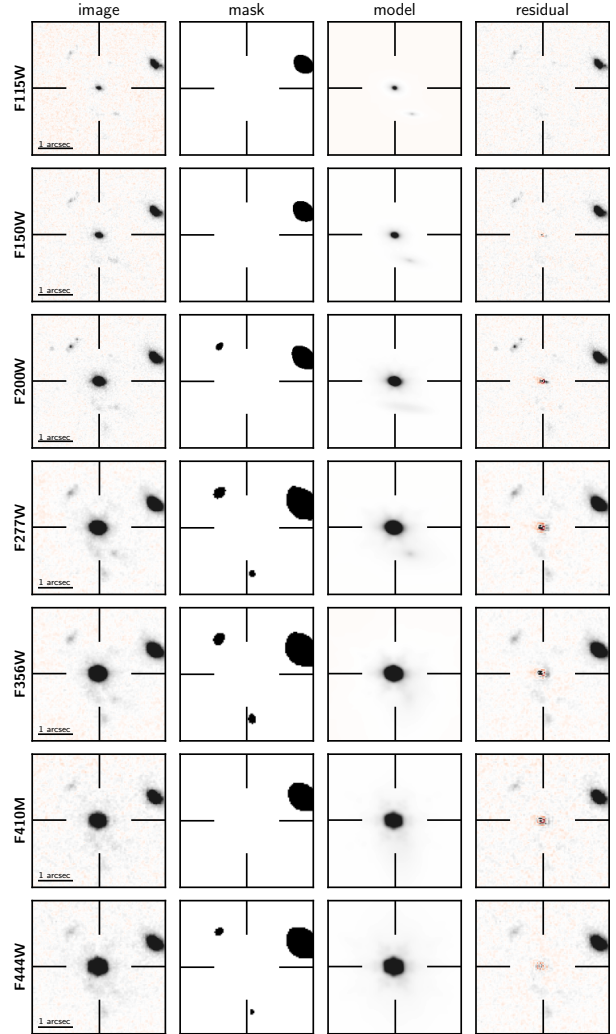 image mask model residual
F115W
1 arcsec
F150W
1 arcsec
F200W
1 arcsec
F277W
1 arcsec
F356W
1 arcsec
F410M
1 arcsec
F444W
1 arcsec